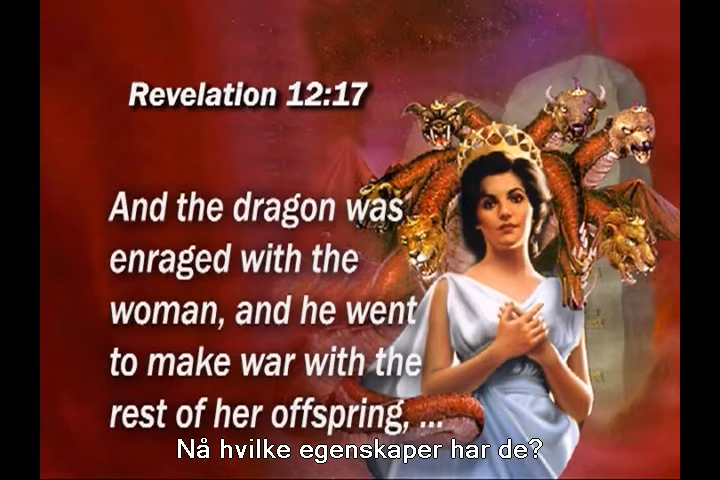 Revelation 12:17
And the dragon was
enraged with the
woman, and he went
to make war with the
rest of her offspring, ...
Nå hvilke egenskaper har de?